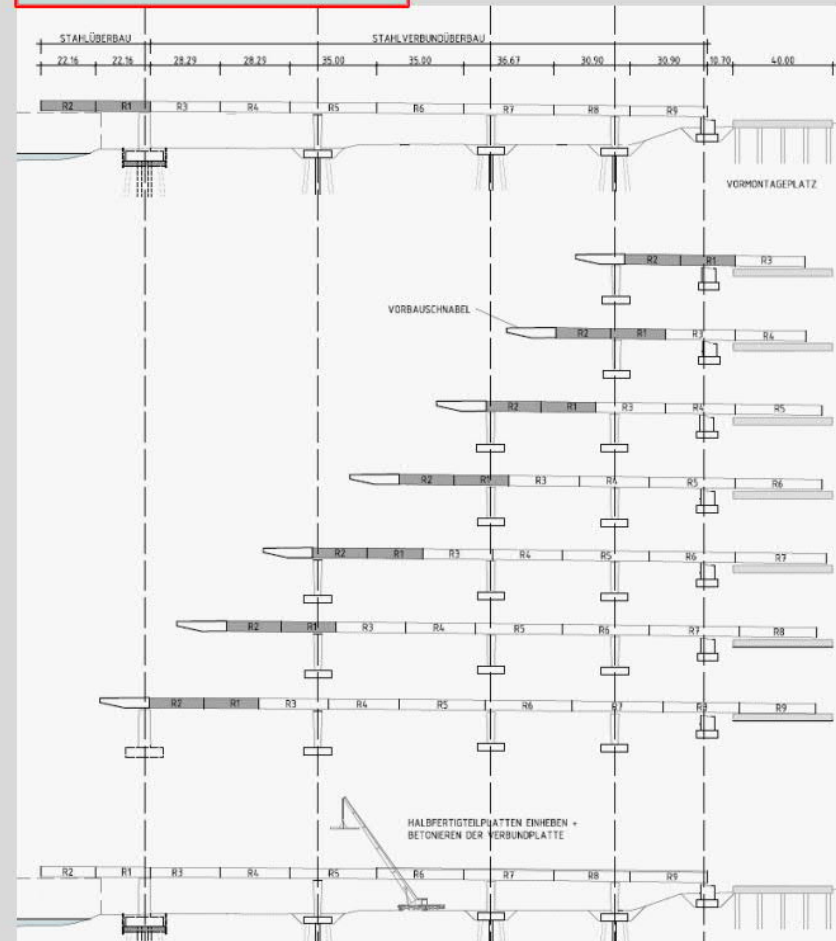 STAHLÜBERBAU STAHLVERBUNDÜBERBAU
22.16 22.16 28.29 28.29 35.00 35.00 36.67 30.90 30.90 10.70 40.00
R2 R1 R3 R4 R5 R6 R7 R8 R9
VORMONTAGEPLATZ
R2 R1 R3
VORBAUSCHNABEL
R2 R1 R3 R4
R2 R1 R3 R4 R5
R2 R1 R3 R4 R5 R6
R2 R1 R3 R4 R5 R6 R7
R2 R1 R3 R4 R5 R6 R7 R8
R2 R1 R3 R4 R5 R6 R7 R8 R9
HALBFERTIGTEILPLATTEN EINHEBEN +
BETONIEREN DER VERBUNDPLATTE
R2 R1 R3 R4 R5 R6 R7 R8 R9